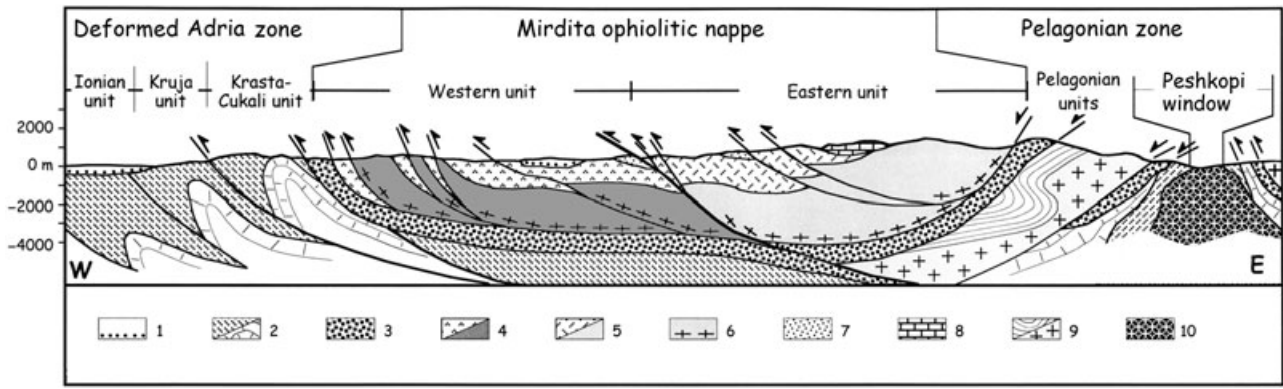 Deformed Adria zone
Mirdita ophiolitic nappe
Pelagonian zone
Ionian
unit
Kruja
unit
Krasta-
Cukali unit
Western unit
Eastern unit
Pelagonian
units
Peshkopi
window
2000
0 m
−2000
−4000
W
E
1
2
3
4
5
6
7
8
9
10